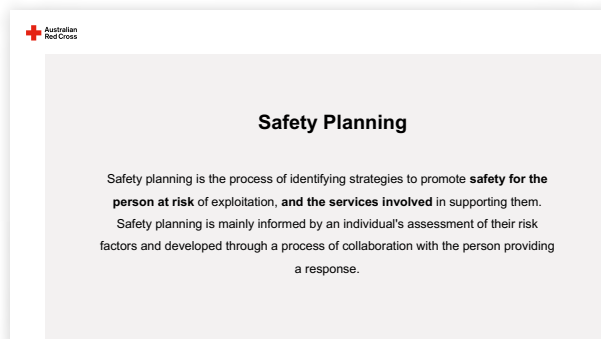 Australian
Red Cross
Safety Planning
Safety planning is the process of identifying strategies to promote safety for the
person at risk of exploitation, and the services involved in supporting them.
Safety planning is mainly informed by an individual's assessment of their risk
factors and developed through a process of collaboration with the person providing
a response.